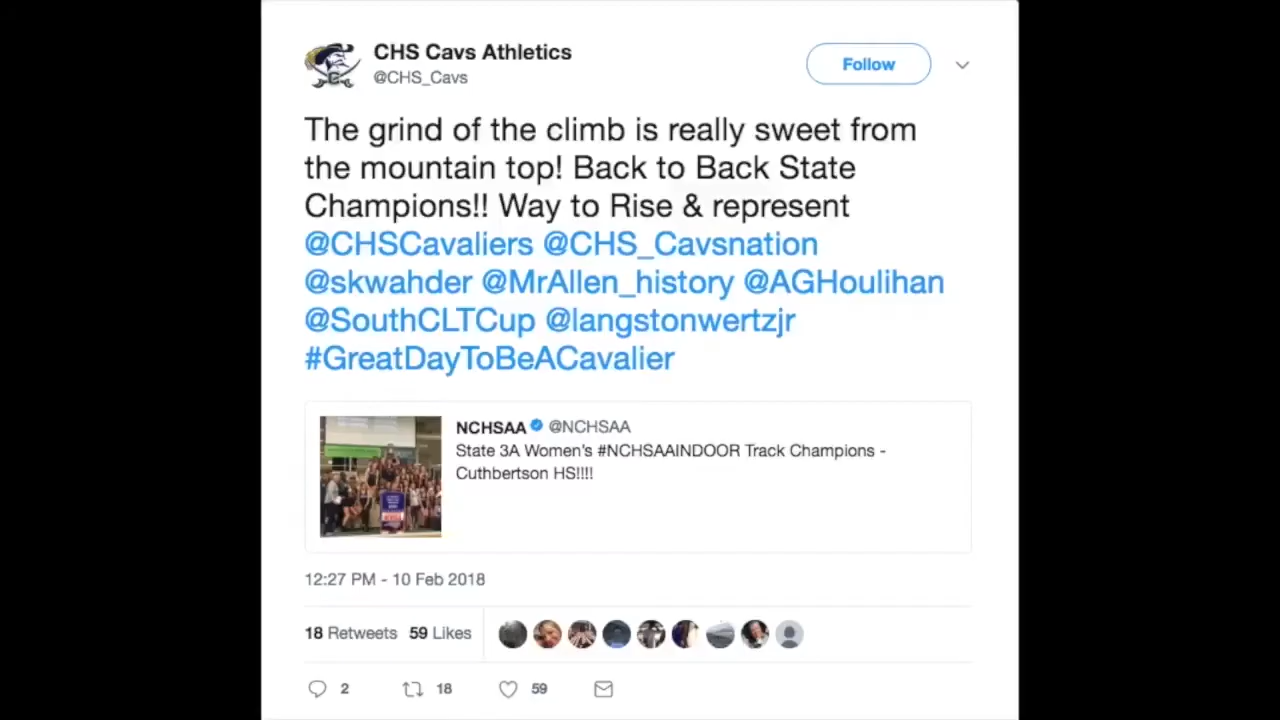 CHS Cavs Athletics
@CHS_Cavs
Follow
The grind of the climb is really sweet from
the mountain top! Back to Back State
Champions!! Way to Rise & represent
@CHSCavaliers @CHS_Cavsnation
@skwahder @MrAllen_history @AGHoulihan
@SouthCLTCup @langstonwertzjr
#GreatDayToBeACavalier
NCHSAA @NCHSAA
State 3A Women's #NCHSAAINDOOR Track Champions -
Cuthbertson HS!!!!
12:27 PM - 10 Feb 2018
18 Retweets 59 Likes
2 18 59